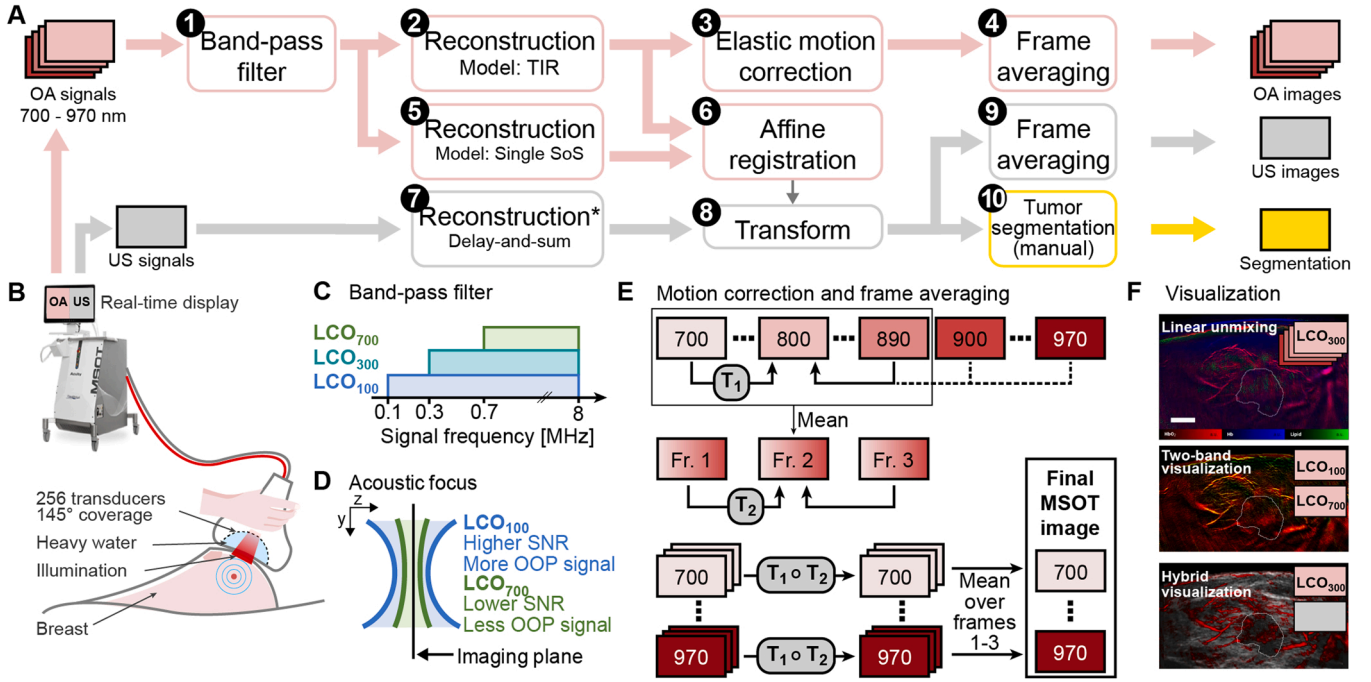 A
1
Band-pass
filter
2
Reconstruction
Model: TIR
3
Elastic motion
correction
4
Frame
averaging
OA signals
700 - 970 nm
OA images
5
Reconstruction
Model: Single SoS
6
Affine
registration
9
Frame
averaging
US images
US signals
7
Reconstruction*
Delay-and-sum
8
Transform
10
Tumor
segmentation
(manual)
Segmentation
B
OA US
Real-time display
MSOT
256 transducers
145° coverage
Heavy water
Illumination
Breast
C Band-pass filter
LCO700
LCO300
LCO100
0.1 0.3 0.7 // 8
Signal frequency [MHz]
D Acoustic focus
z
y
LCO100
Higher SNR
More OOP signal
LCO700
Lower SNR
Less OOP signal
Imaging plane
E Motion correction and frame averaging
700 800 890 900 970
T1
Mean
Fr. 1 Fr. 2 Fr. 3
T2
700 T1 ∘ T2 700
970 T1 ∘ T2 970
Mean
over
frames
1-3
Final
MSOT
image
700
970
F Visualization
Linear unmixing
LCO300
HbO2 Hb Lipid
Two-band
visualization
LCO100
LCO700
Hybrid
visualization
LCO300